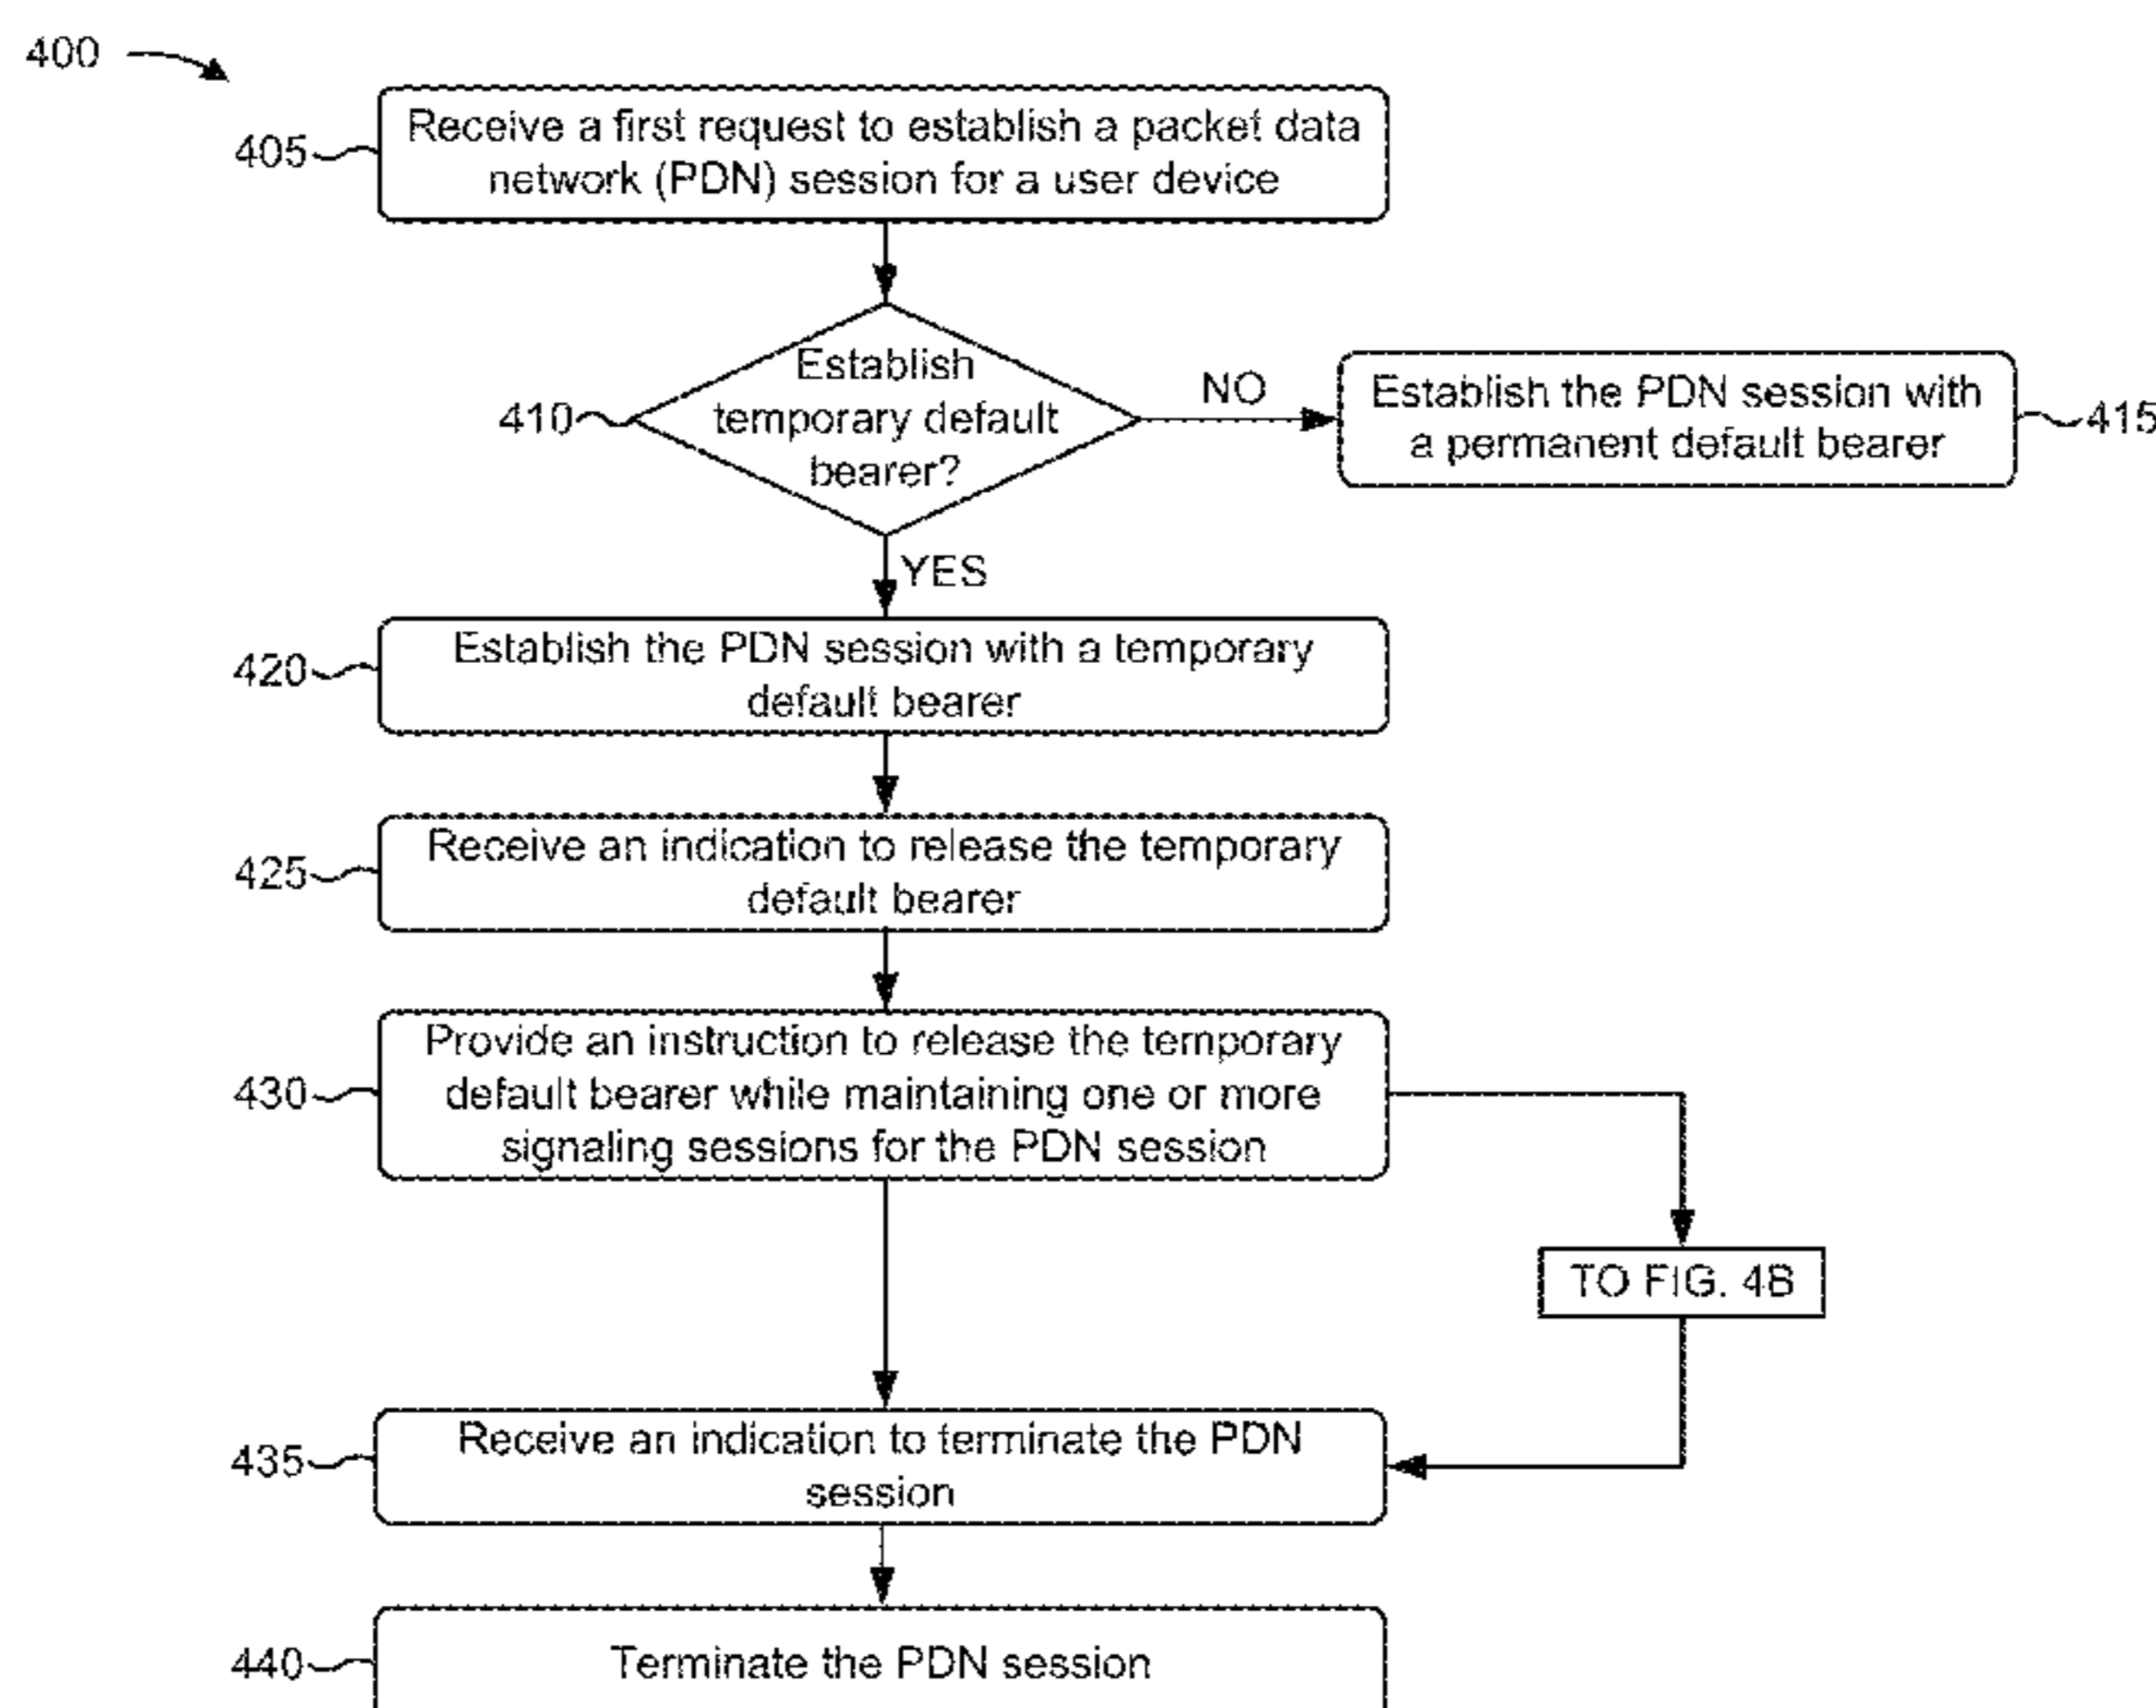 400
405
Receive a first request to establish a packet data
network (PDN) session for a user device
410
Establish
temporary default
bearer?
NO
Establish the PDN session with
a permanent default bearer
415
YES
420
Establish the PDN session with a temporary
default bearer
425
Receive an indication to release the temporary
default bearer
430
Provide an instruction to release the temporary
default bearer while maintaining one or more
signaling sessions for the PDN session
TO FIG. 4B
435
Receive an indication to terminate the PDN
session
440
Terminate the PDN session